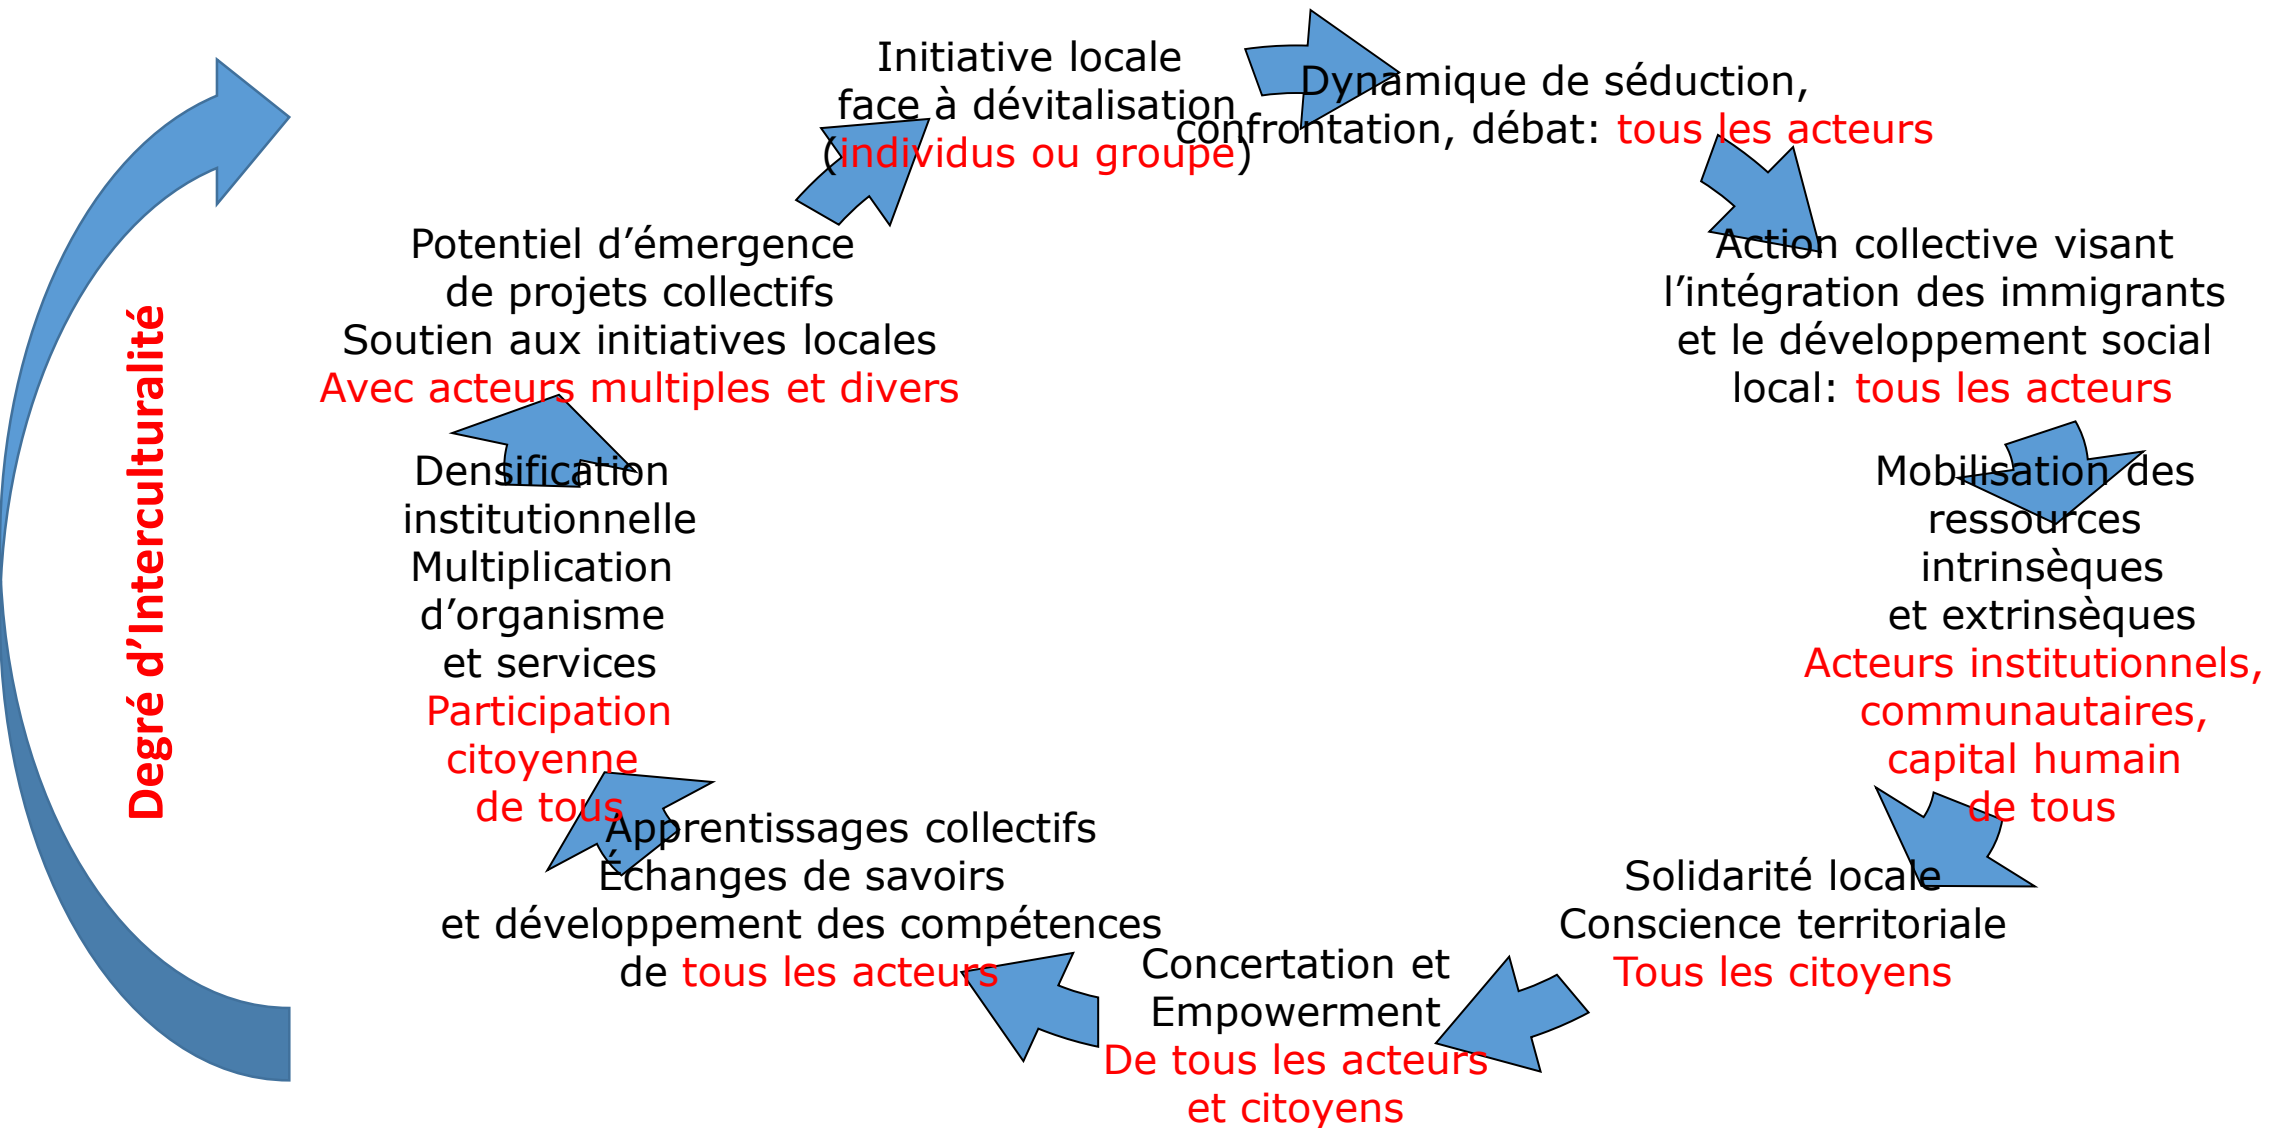 Initiative locale
face à dévitalisation
(individus ou groupe)
Dynamique de séduction,
confrontation, débat: tous les acteurs
Action collective visant
l’intégration des immigrants
et le développement social
local: tous les acteurs
Mobilisation des
ressources
intrinsèques
et extrinsèques
Acteurs institutionnels,
communautaires,
capital humain
de tous
Solidarité locale
Conscience territoriale
Tous les citoyens
Concertation et
Empowerment
De tous les acteurs
et citoyens
Apprentissages collectifs
Échanges de savoirs
et développement des compétences
de tous les acteurs
Densification
institutionnelle
Multiplication
d’organisme
et services
Participation
citoyenne
de tous
Potentiel d’émergence
de projets collectifs
Soutien aux initiatives locales
Avec acteurs multiples et divers
Degré d’Interculturalité